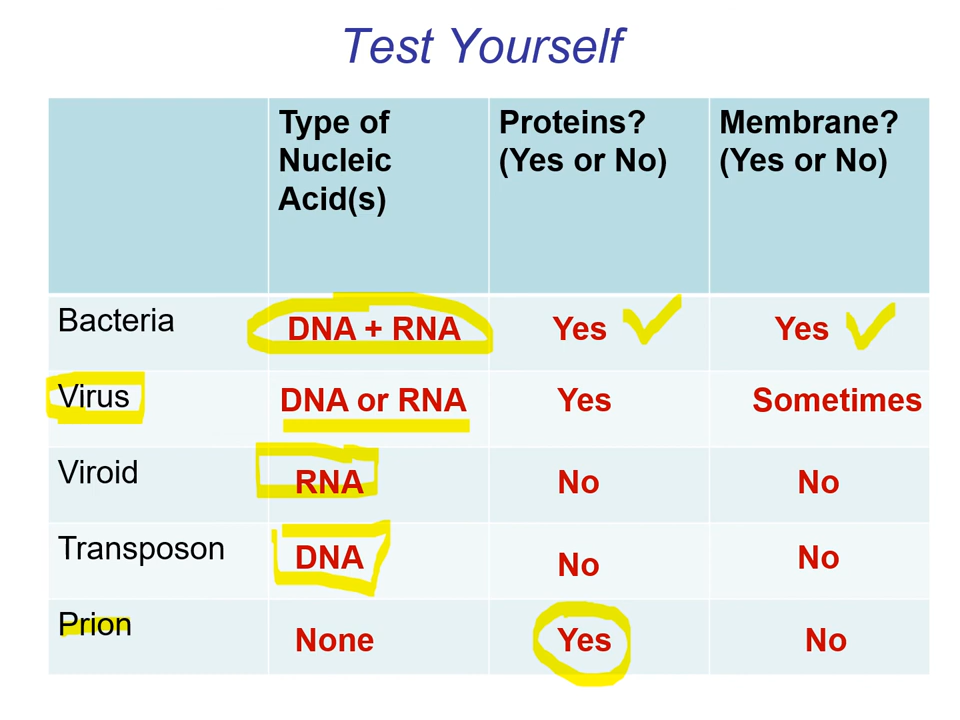 Test Yourself
Type of Nucleic Acid(s) Proteins? (Yes or No) Membrane? (Yes or No)
Bacteria DNA + RNA Yes Yes
Virus DNA or RNA Yes Sometimes
Viroid RNA No No
Transposon DNA No No
Prion None Yes No